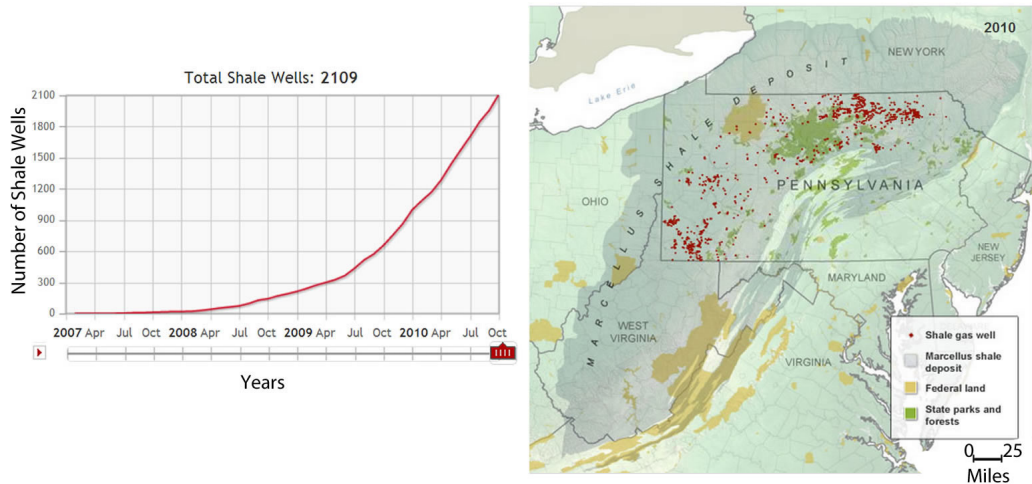 Total Shale Wells: 2109
Number of Shale Wells
2100
1800
1500
1200
900
600
300
0
2007 Apr Jul Oct 2008 Apr Jul Oct 2009 Apr Jul Oct 2010 Apr Jul Oct
Years
2010
NEW YORK
Lake Erie
MARCELLUS SHALE DEPOSIT
PENNSYLVANIA
OHIO
NEW
JERSEY
MARYLAND
WEST
VIRGINIA
VIRGINIA
Shale gas well
Marcellus shale
deposit
Federal land
State parks and
forests
0 25
Miles